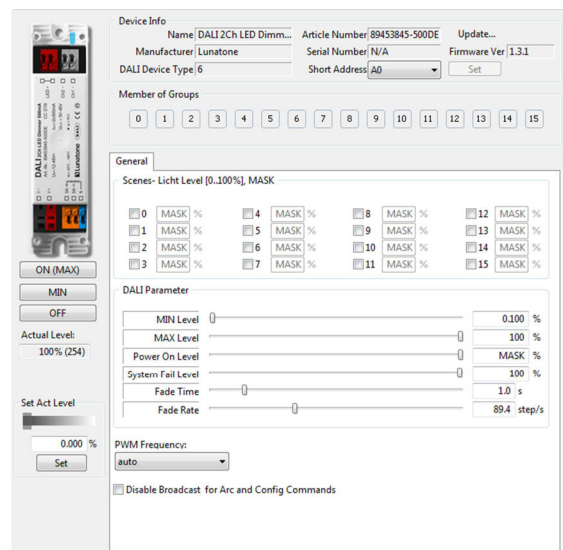 Device Info
Name DALI 2Ch LED Dimm... Article Number 89453845-500DE Update...
Manufacturer Lunatone Serial Number N/A Firmware Ver 1.3.1
DALI Device Type 6 Short Address A0 Set
Member of Groups
0 1 2 3 4 5 6 7 8 9 10 11 12 13 14 15
General
Scenes- Licht Level [0..100%], MASK
0 MASK % 4 MASK % 8 MASK % 12 MASK %
1 MASK % 5 MASK % 9 MASK % 13 MASK %
2 MASK % 6 MASK % 10 MASK % 14 MASK %
3 MASK % 7 MASK % 11 MASK % 15 MASK %
DALI Parameter
MIN Level 0.100 %
MAX Level 100 %
Power On Level MASK %
System Fail Level 100 %
Fade Time 1.0 s
Fade Rate 89.4 step/s
PWM Frequency:
auto
Disable Broadcast for Arc and Config Commands
DALI 2Ch LED Dimmer 500mA
Lunatone
ON (MAX)
MIN
OFF
Actual Level:
100% (254)
Set Act Level
0.000 %
Set